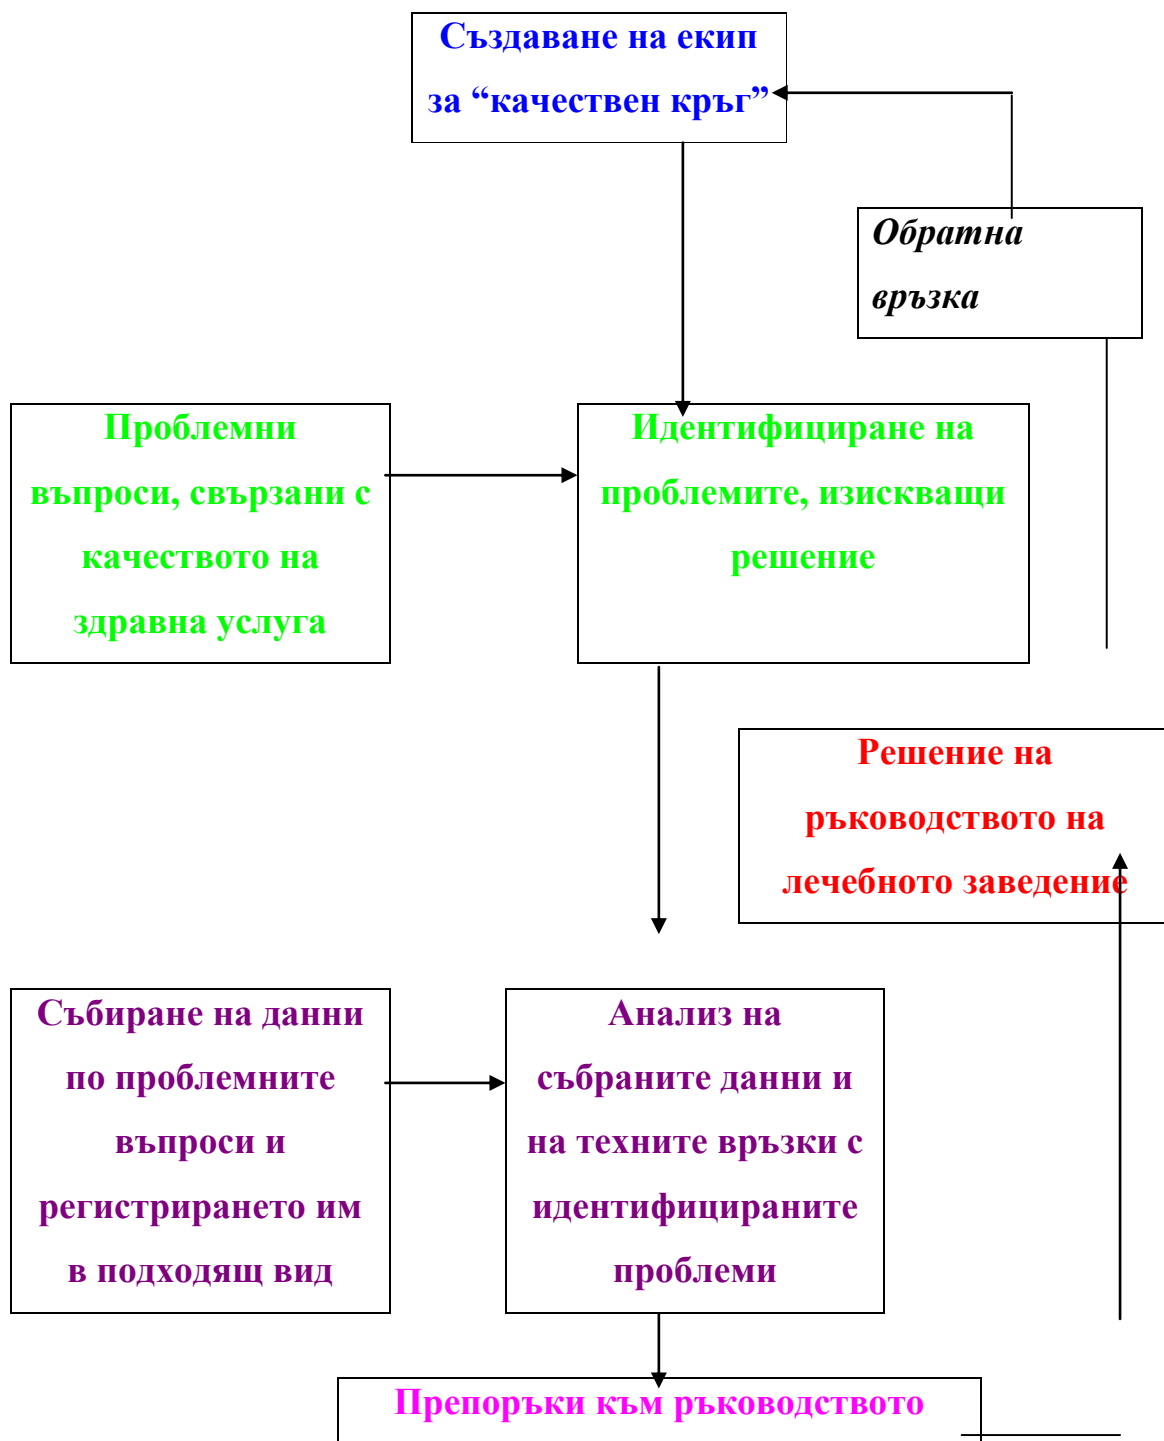 Създаване на екип
за “качествен кръг”
Обратна
връзка
Проблемни
въпроси, свързани с
качеството на
здравна услуга
Идентифициране на
проблемите, изискващи
решение
Решение на
ръководството на
лечебното заведение
Събиране на данни
по проблемните
въпроси и
регистрирането им
в подходящ вид
Анализ на
събраните данни и
на техните връзки с
идентифицираните
проблеми
Препоръки към ръководството